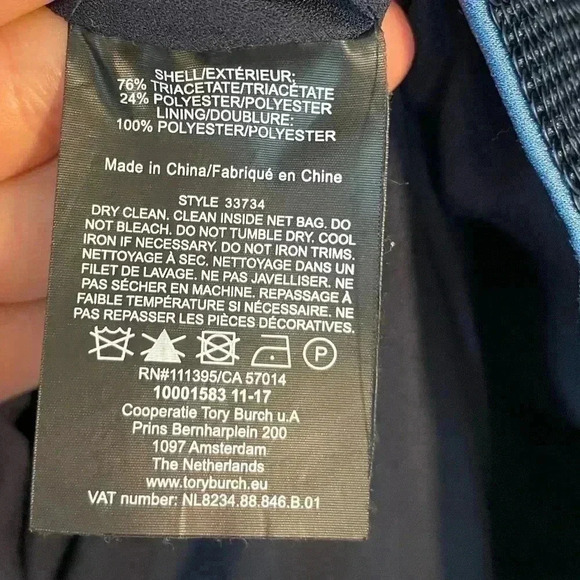 SHELL/EXTÉRIEUR:
76% TRIACETATE/TRIACÉTATE
24% POLYESTER/POLYESTER
LINING/DOUBLURE:
100% POLYESTER/POLYESTER
Made in China/Fabriqué en Chine
STYLE 33734
DRY CLEAN. CLEAN INSIDE NET BAG. DO
NOT BLEACH. DO NOT TUMBLE DRY. COOL
IRON IF NECESSARY. DO NOT IRON TRIMS.
NETTOYAGE À SEC. NETTOYAGE DANS UN
FILET DE LAVAGE. NE PAS JAVELLISER. NE
PAS SÉCHER EN MACHINE. REPASSAGE À
FAIBLE TEMPÉRATURE SI NÉCESSAIRE. NE
PAS REPASSER LES PIÈCES DÉCORATIVES.
P
RN#111395/CA 57014
10001583 11-17
Cooperatie Tory Burch u.A
Prins Bernharplein 200
1097 Amsterdam
The Netherlands
www.toryburch.eu
VAT number: NL8234.88.846.B.01